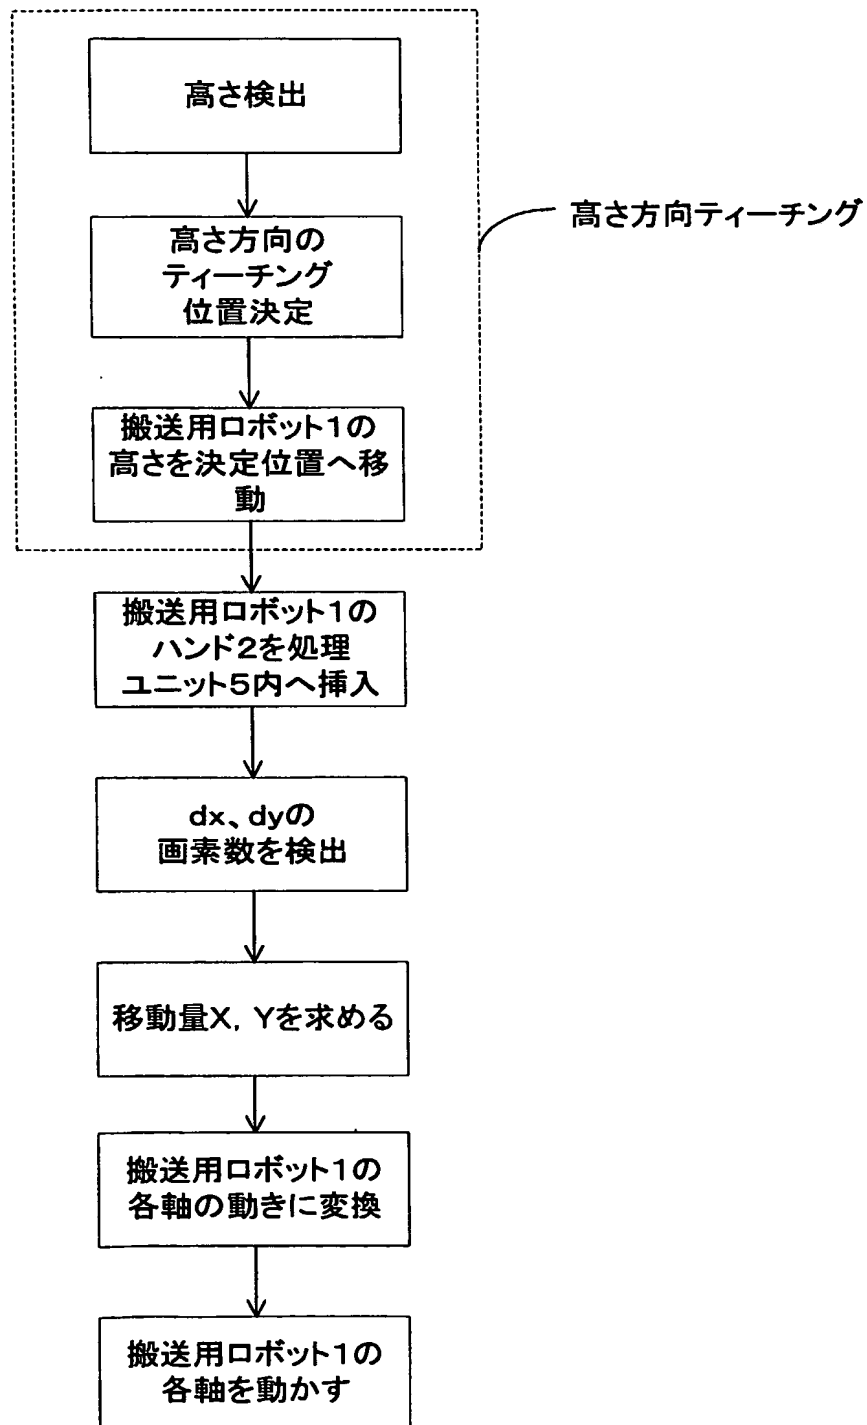 高さ検出
高さ方向の
ティーチング
位置決定
高さ方向ティーチング
搬送用ロボット1の
高さを決定位置へ移
動
搬送用ロボット1の
ハンド2を処理
ユニット5内へ挿入
dx、dyの
画素数を検出
移動量X, Yを求める
搬送用ロボット1の
各軸の動きに変換
搬送用ロボット1の
各軸を動かす